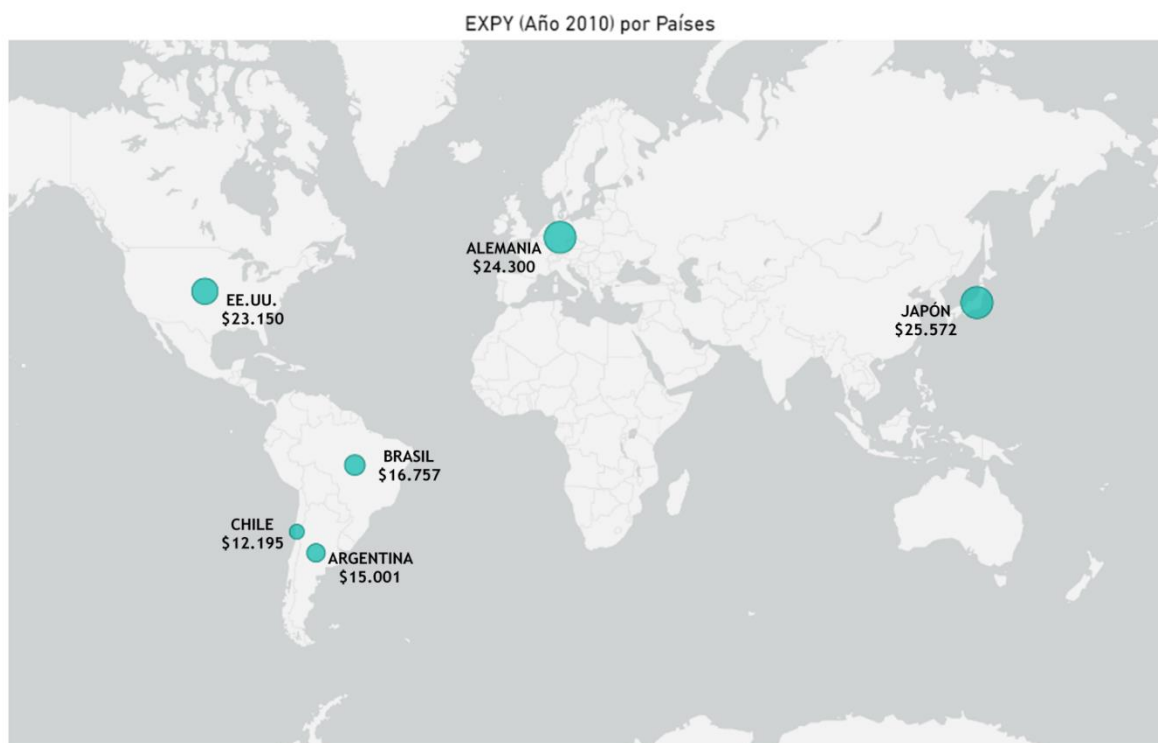 EXPY (Año 2010) por Países
ALEMANIA
$24.300
EE.UU.
$23.150
JAPÓN
$25.572
BRASIL
$16.757
CHILE
$12.195
ARGENTINA
$15.001